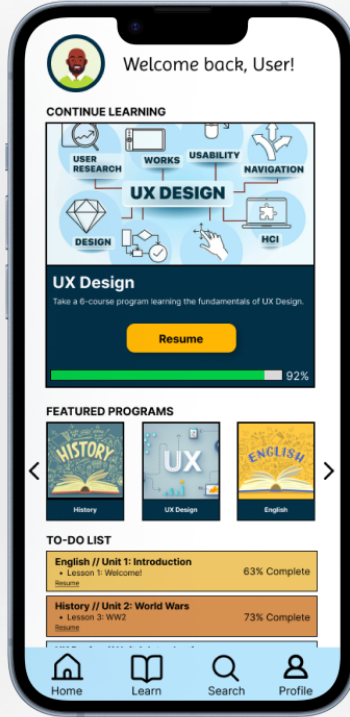 Welcome back, User!
CONTINUE LEARNING
USER
RESEARCH
WORKS
USABILITY
NAVIGATION
UX DESIGN
DESIGN
HCI
UX Design
Take a 6-course program learning the fundamentals of UX Design.
Resume
92%
FEATURED PROGRAMS
HISTORY
UX
ENGLISH
History
UX Design
English
TO-DO LIST
English // Unit 1: Introduction
• Lesson 1: Welcome!
63% Complete
Resume
History // Unit 2: World Wars
• Lesson 3: WW2
73% Complete
Resume
Home
Learn
Search
Profile